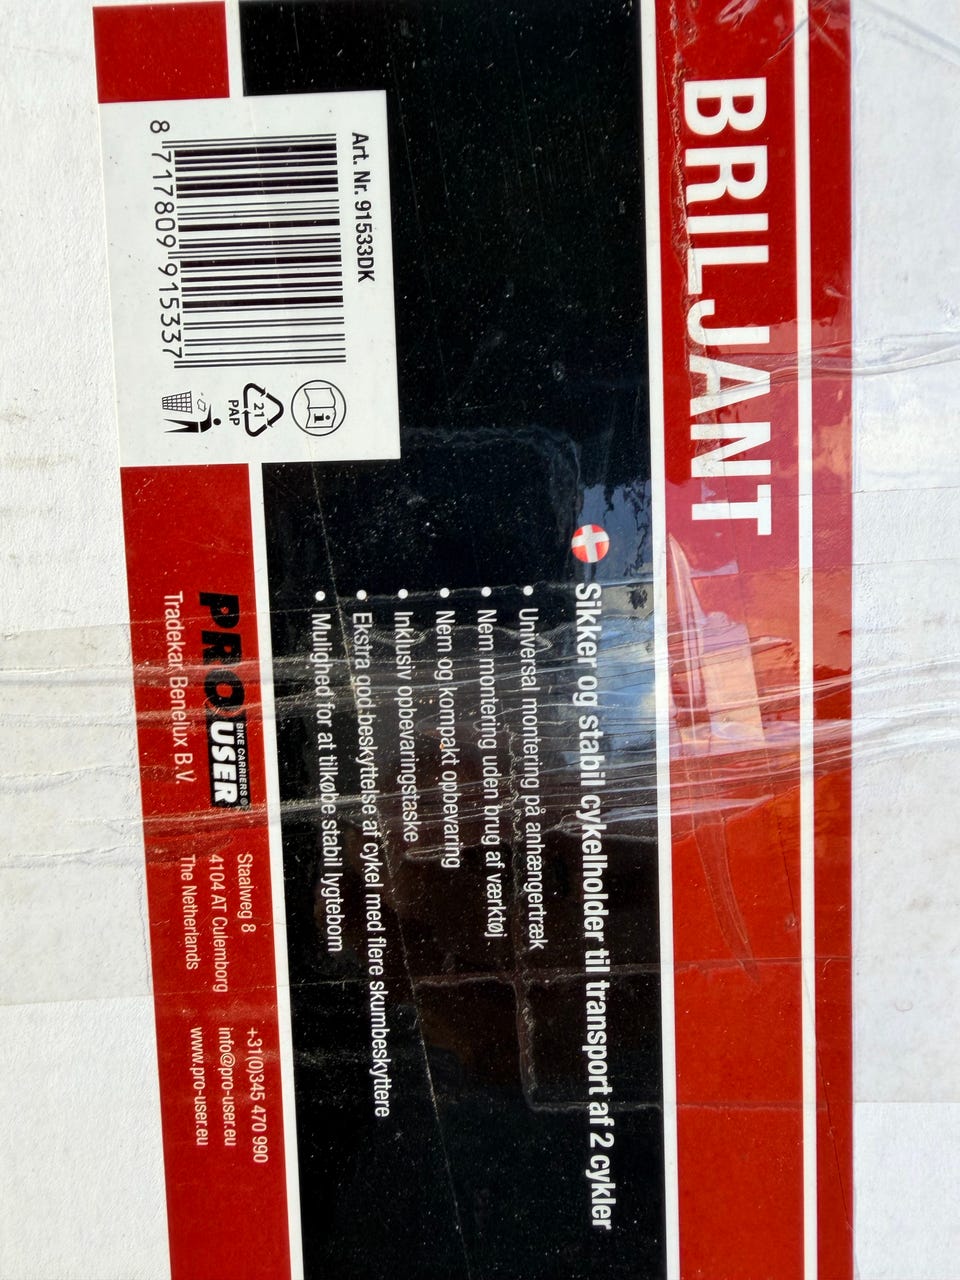 BRILJANT
Sikker og stabil cykelholder til transport af 2 cykler
• Universal montering på anhængertræk
• Nem montering uden brug af værktøj
• Nem og kompakt opbevaring
• Inklusiv opbevaringstaske
• Ekstra god beskyttelse af cykel med flere skumbeskyttere
• Mulighed for at tilkøbe stabil lygtebom
Art. Nr. 91533DK
8 717809 915337
21
PAP
PRO USER
BIKE CARRIERS ®
Tradekar Benelux B.V.
Staalweg 8
4104 AT Culemborg
The Netherlands
+31(0)345 470 990
info@pro-user.eu
www.pro-user.eu